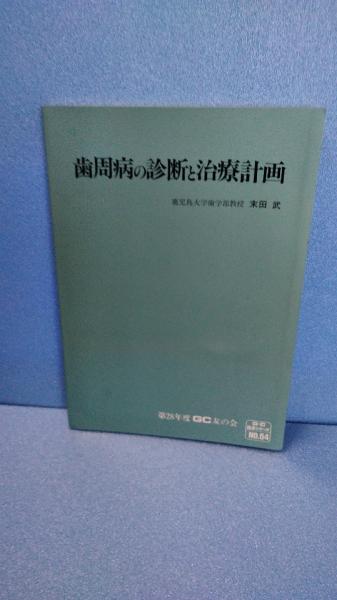 歯周病の診断と治療計画
鹿児島大学歯学部教授 末田 武
第28年度 GC友の会
NO.64